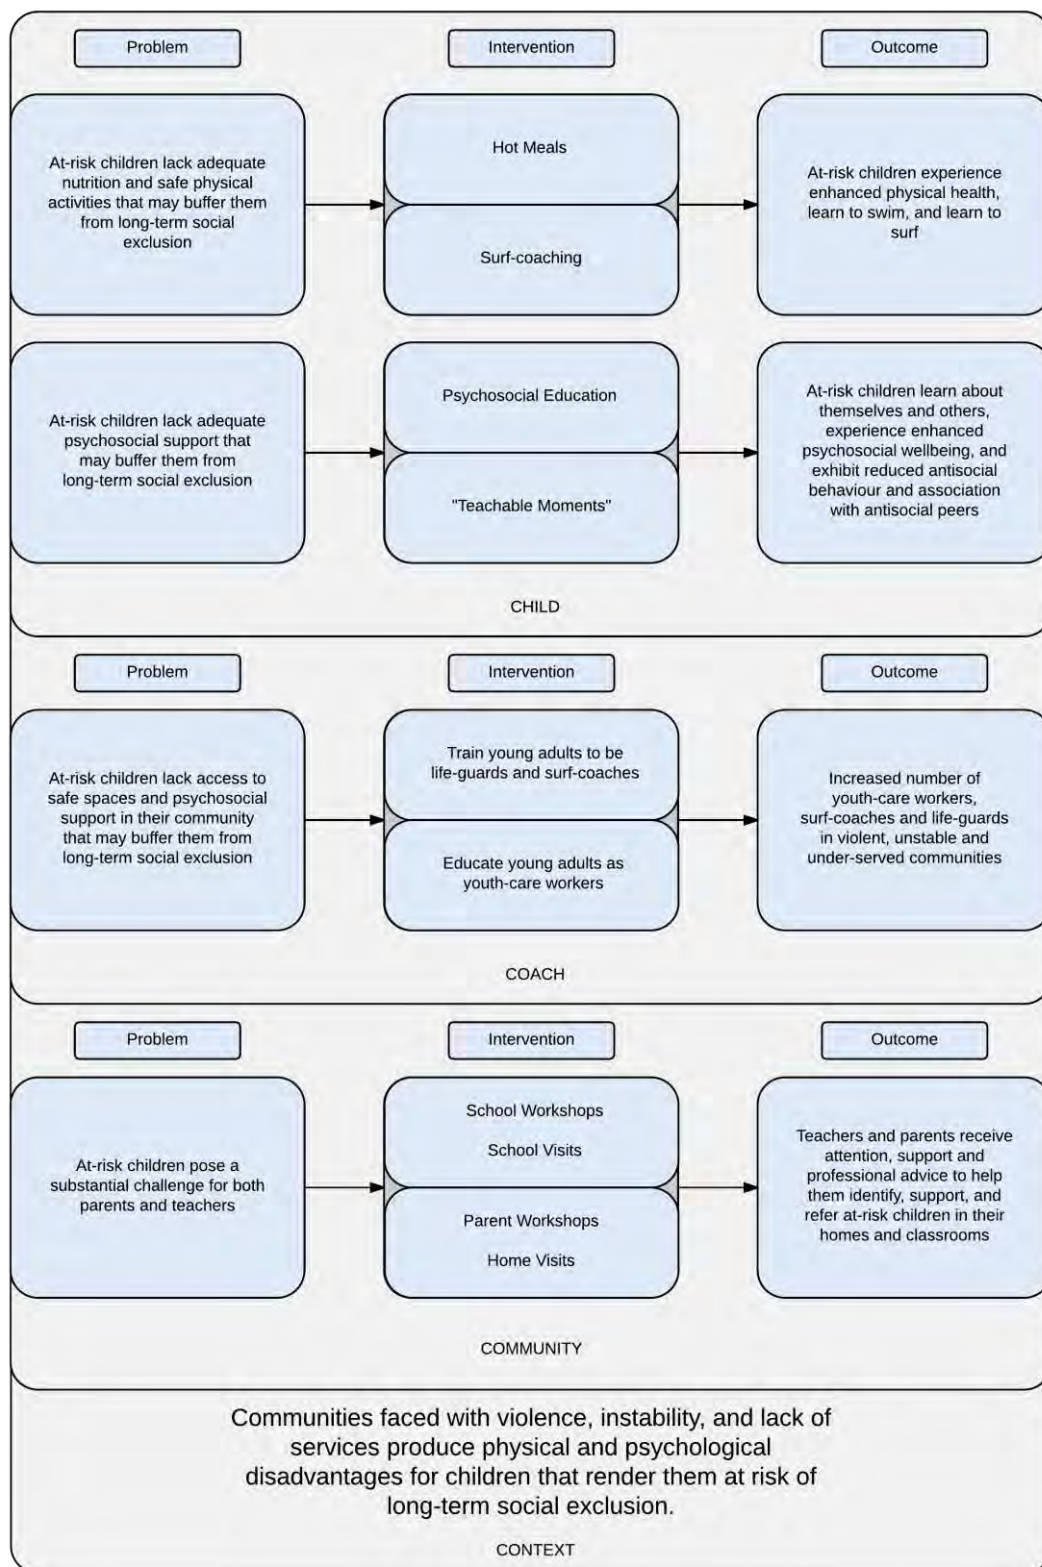 Problem
Intervention
Outcome
At-risk children lack adequate
nutrition and safe physical
activities that may buffer them
from long-term social
exclusion
Hot Meals
Surf-coaching
At-risk children experience
enhanced physical health,
learn to swim, and learn to
surf
At-risk children lack adequate
psychosocial support that
may buffer them from
long-term social exclusion
Psychosocial Education
"Teachable Moments"
At-risk children learn about
themselves and others,
experience enhanced
psychosocial wellbeing, and
exhibit reduced antisocial
behaviour and association
with antisocial peers
CHILD
Problem
Intervention
Outcome
At-risk children lack access to
safe spaces and psychosocial
support in their community
that may buffer them from
long-term social exclusion
Train young adults to be
life-guards and surf-coaches
Educate young adults as
youth-care workers
Increased number of
youth-care workers,
surf-coaches and life-guards
in violent, unstable and
under-served communities
COACH
Problem
Intervention
Outcome
At-risk children pose a
substantial challenge for both
parents and teachers
School Workshops
School Visits
Parent Workshops
Home Visits
Teachers and parents receive
attention, support and
professional advice to help
them identify, support, and
refer at-risk children in their
homes and classrooms
COMMUNITY
Communities faced with violence, instability, and lack of
services produce physical and psychological
disadvantages for children that render them at risk of
long-term social exclusion.
CONTEXT